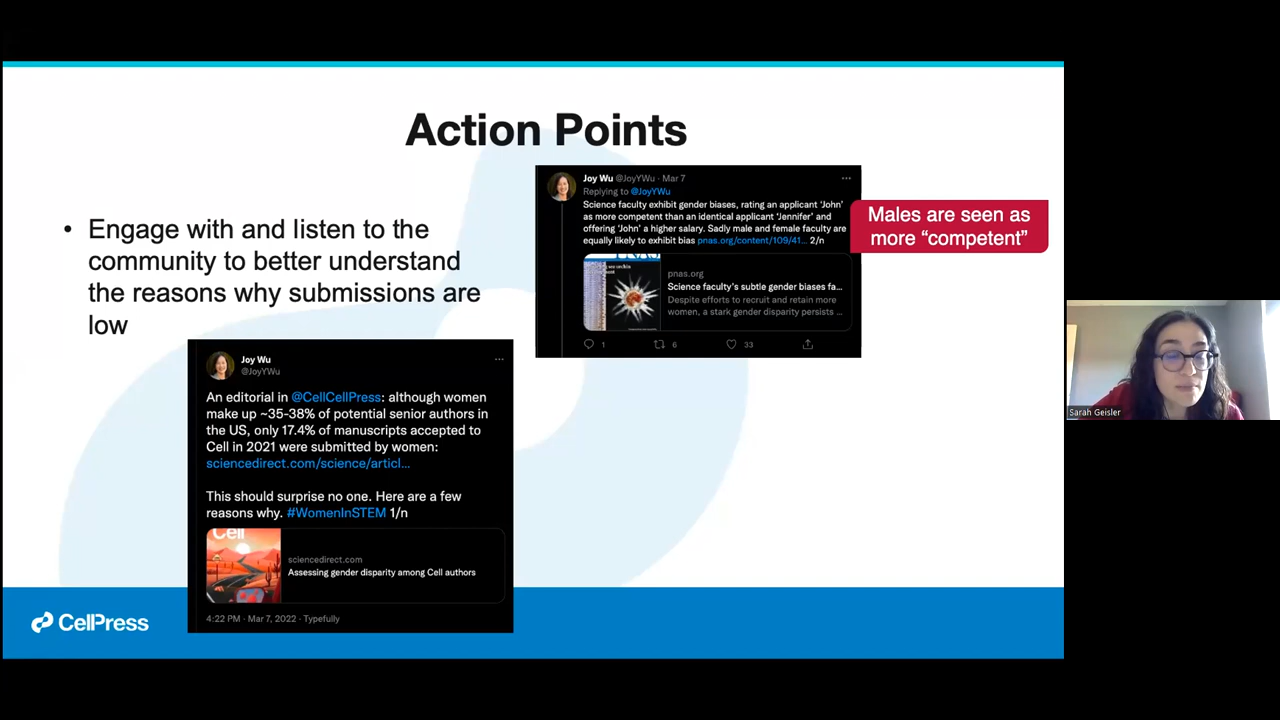 Action Points
• Engage with and listen to the
community to better understand
the reasons why submissions are
low
Joy Wu @JoyYWu · Mar 7
Replying to @JoyYWu
Science faculty exhibit gender biases, rating an applicant 'John'
as more competent than an identical applicant 'Jennifer' and
offering 'John' a higher salary. Sadly male and female faculty are
equally likely to exhibit bias pnas.org/content/109/41... 2/n
pnas.org
Science faculty's subtle gender biases fa...
Despite efforts to recruit and retain more
women, a stark gender disparity persists ...
1 6 33
Males are seen as
more “competent”
Joy Wu
@JoyYWu
An editorial in @CellCellPress: although women
make up ~35-38% of potential senior authors in
the US, only 17.4% of manuscripts accepted to
Cell in 2021 were submitted by women:
sciencedirect.com/science/articl...
This should surprise no one. Here are a few
reasons why. #WomenInSTEM 1/n
Cell
sciencedirect.com
Assessing gender disparity among Cell authors
4:22 PM · Mar 7, 2022 · Typefully
CellPress
Sarah Geisler